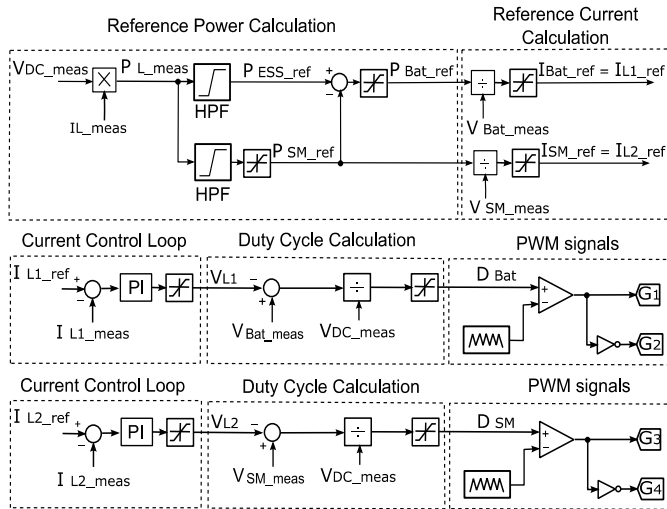 Reference Power Calculation
Reference Current Calculation
VDC_meas
P L_meas
IL_meas
HPF
P ESS_ref
+
−
P Bat_ref
÷
V Bat_meas
IBat_ref = IL1_ref
HPF
P SM_ref
÷
V SM_meas
ISM_ref = IL2_ref
Current Control Loop
Duty Cycle Calculation
PWM signals
I L1_ref
+
−
I L1_meas
PI
VL1
−
+
VBat_meas
÷
VDC_meas
D Bat
+
−
G1
G2
Current Control Loop
Duty Cycle Calculation
PWM signals
I L2_ref
+
−
I L2_meas
PI
VL2
−
+
VSM_meas
÷
VDC_meas
D SM
+
−
G3
G4